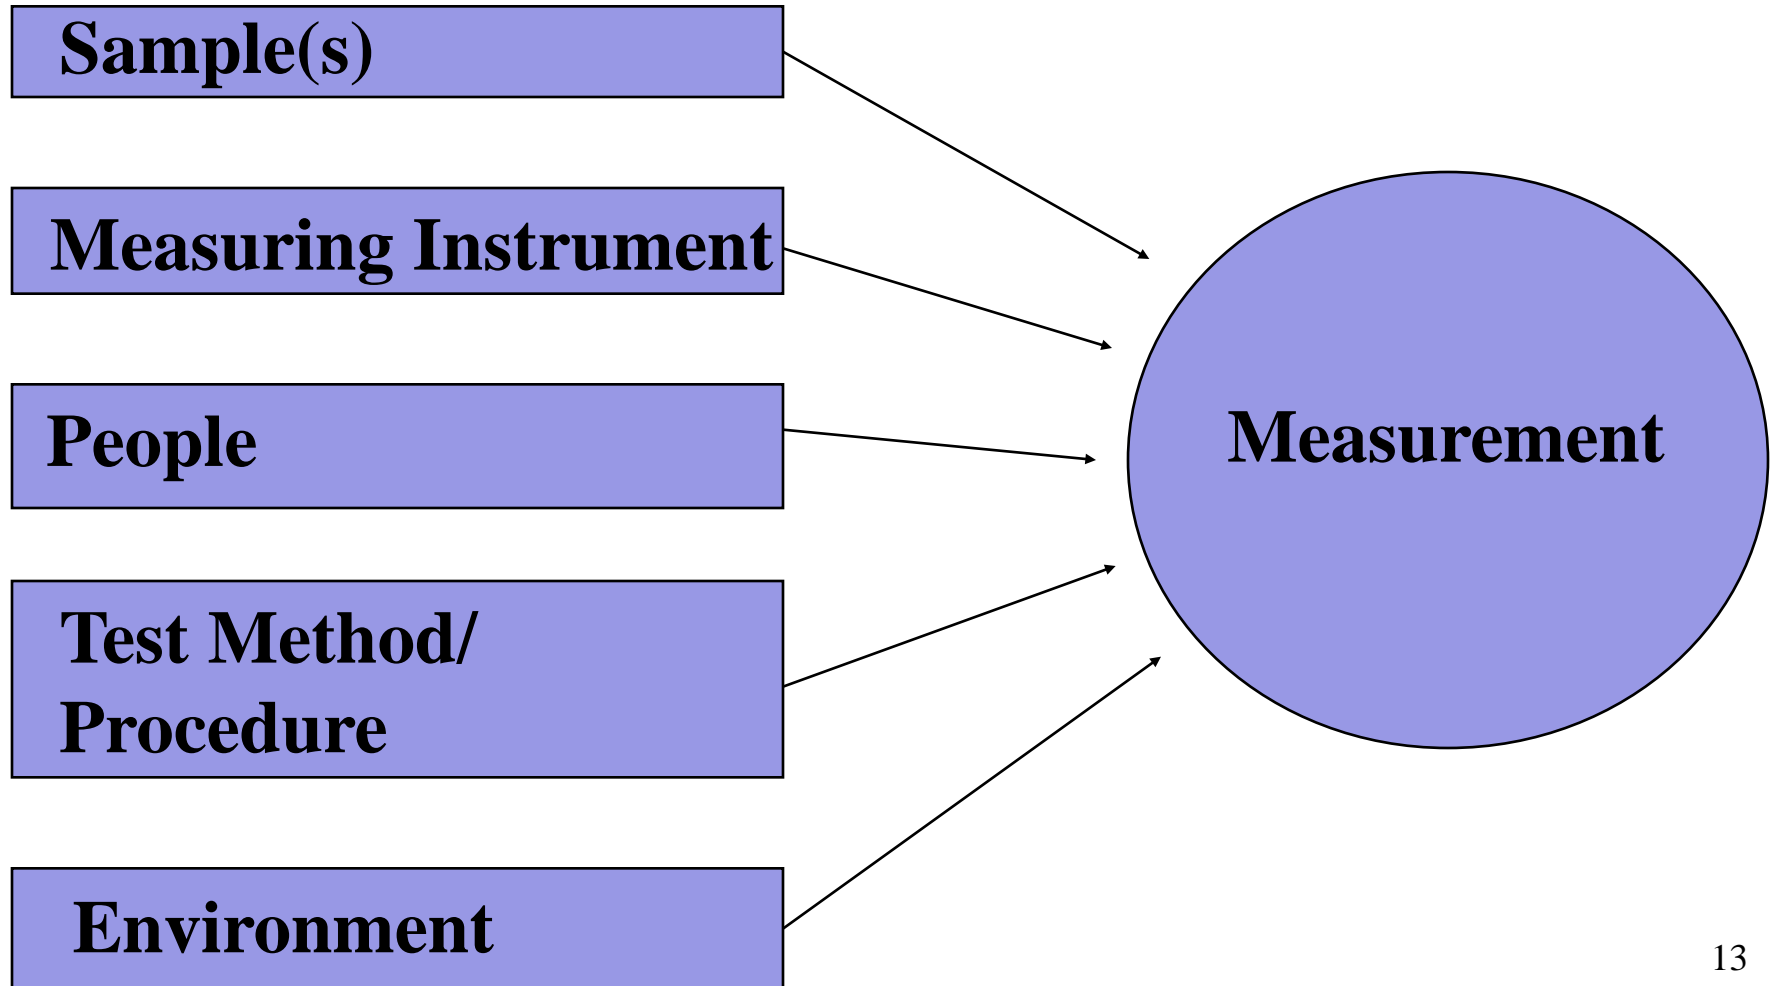 Sample(s)
Measuring Instrument
People
Measurement
Test Method/
Procedure
Environment
13